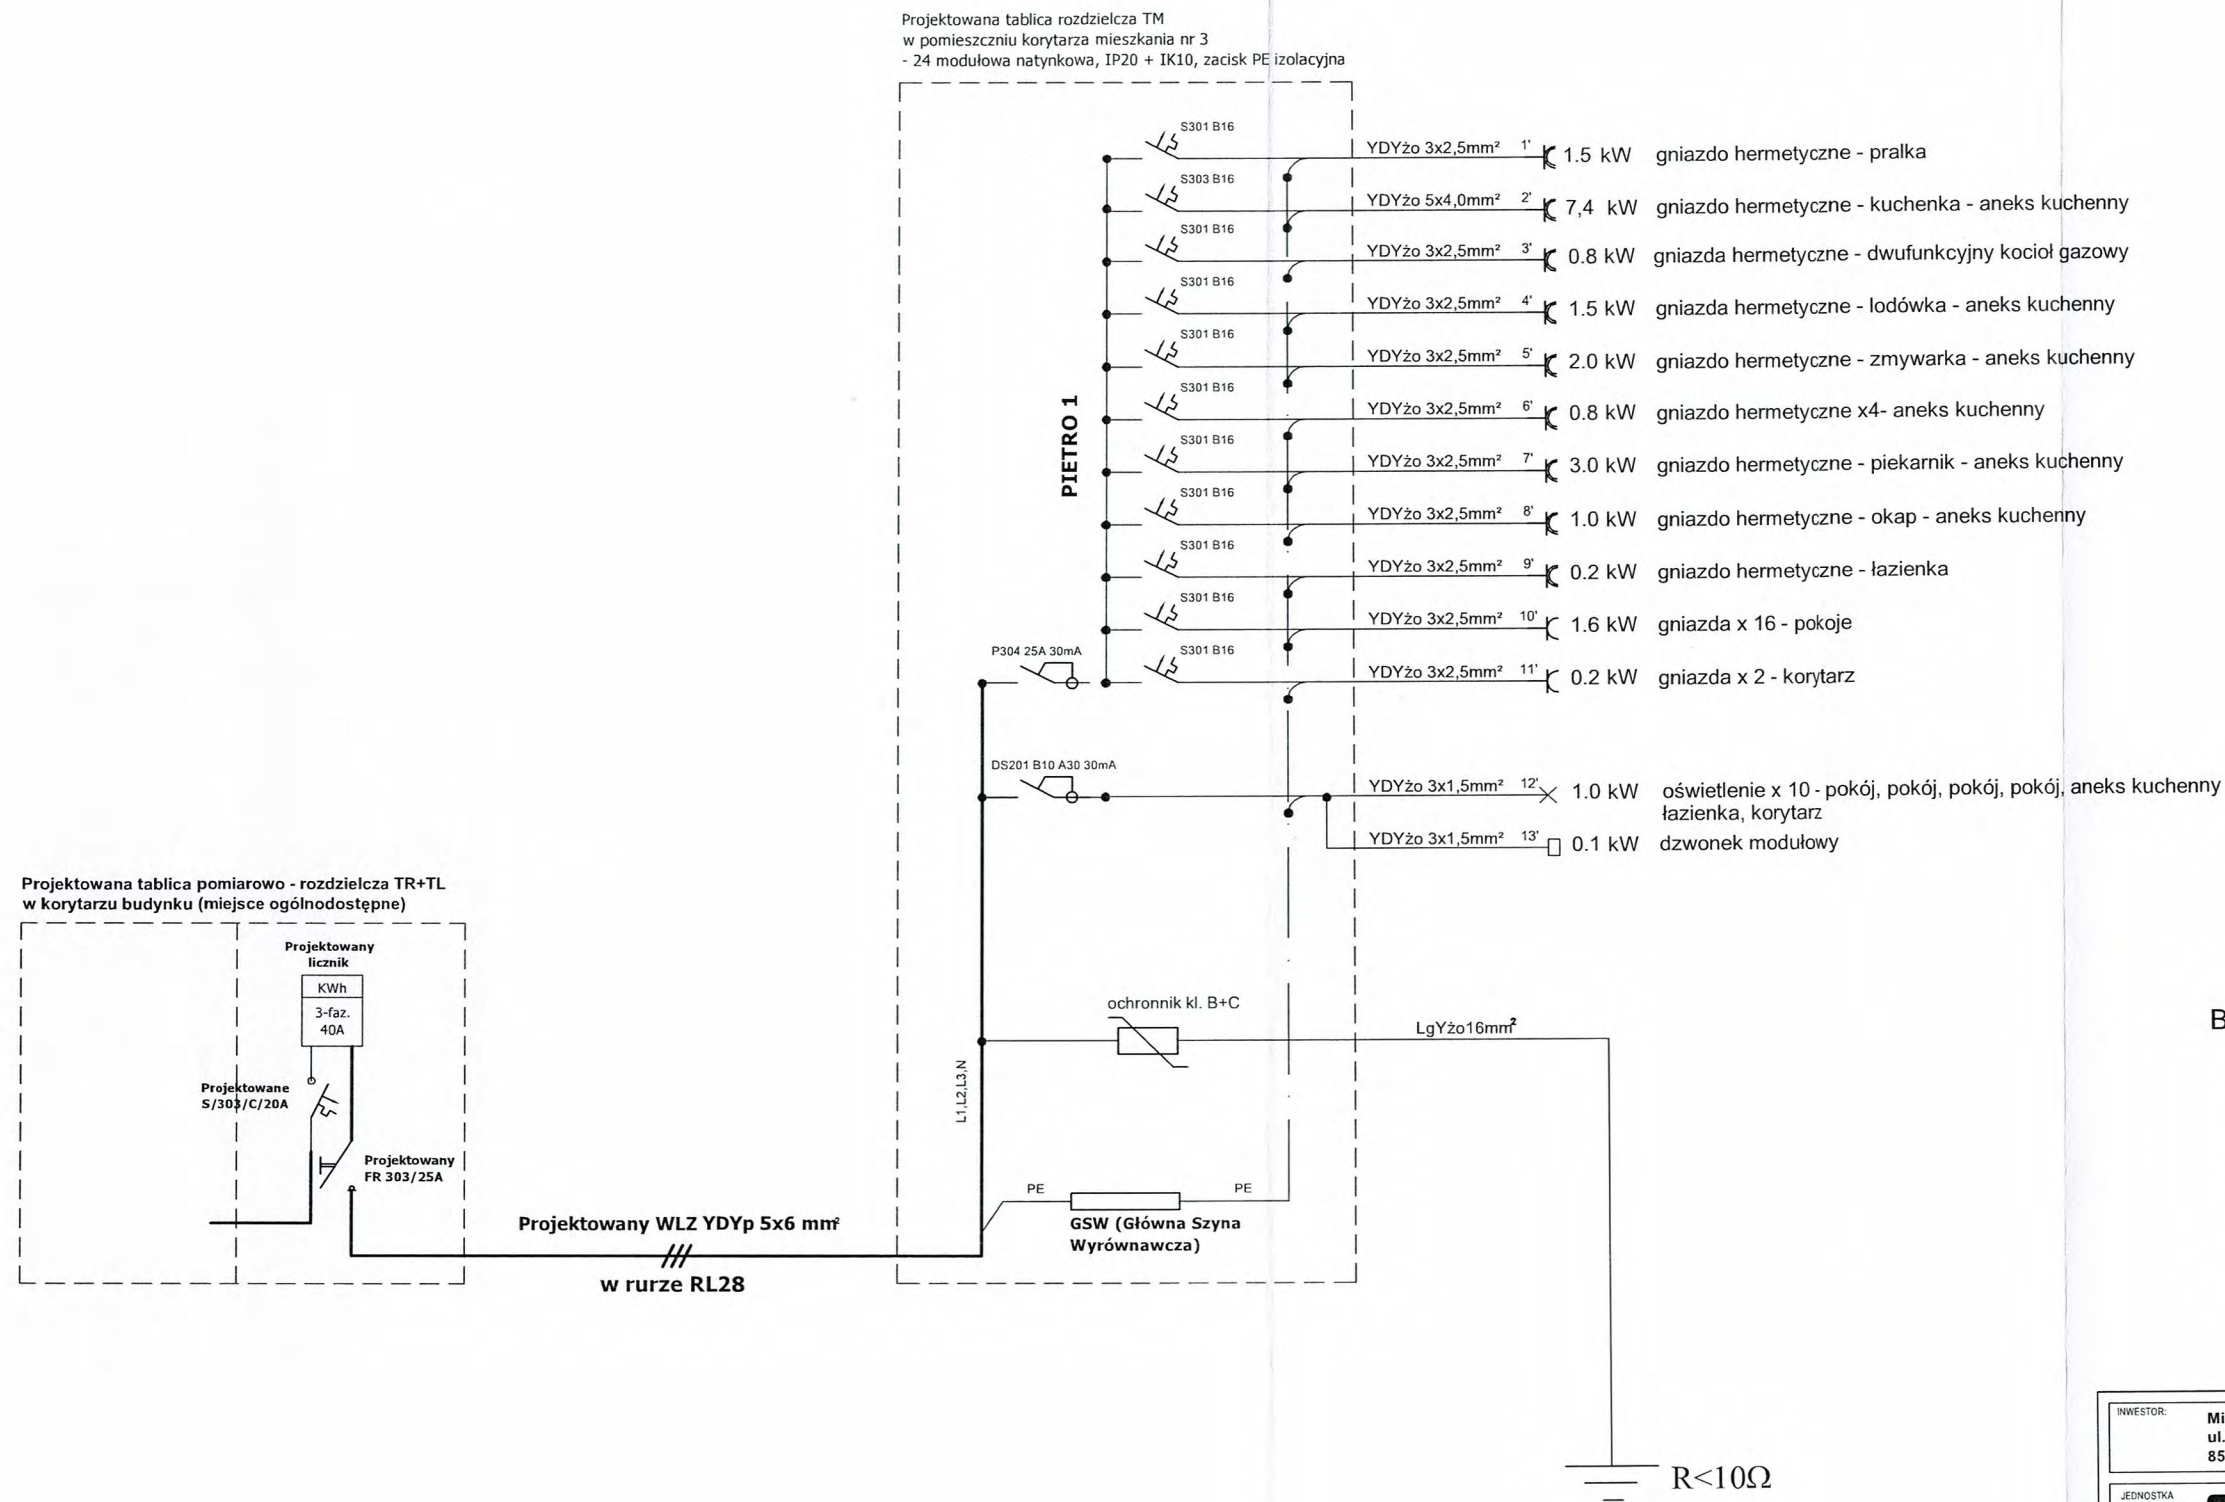 Projektowana tablica rozdzielcza TM
w pomieszczniu korytarza mieszkania nr 3
- 24 modułowa natynkowa, IP20 + IK10, zacisk PE izolacyjna
S301 B16
YDYżo 3x2,5mm² 1' 1.5 kW gniazdo hermetyczne - pralka
S303 B16
YDYżo 5x4,0mm² 2' 7,4 kW gniazdo hermetyczne - kuchenka - aneks kuchenny
S301 B16
YDYżo 3x2,5mm² 3' 0.8 kW gniazda hermetyczne - dwufunkcyjny kocioł gazowy
S301 B16
YDYżo 3x2,5mm² 4' 1.5 kW gniazda hermetyczne - lodówka - aneks kuchenny
S301 B16
YDYżo 3x2,5mm² 5' 2.0 kW gniazdo hermetyczne - zmywarka - aneks kuchenny
S301 B16
YDYżo 3x2,5mm² 6' 0.8 kW gniazdo hermetyczne x4- aneks kuchenny
PIETRO 1
S301 B16
YDYżo 3x2,5mm² 7' 3.0 kW gniazdo hermetyczne - piekarnik - aneks kuchenny
S301 B16
YDYżo 3x2,5mm² 8' 1.0 kW gniazdo hermetyczne - okap - aneks kuchenny
S301 B16
YDYżo 3x2,5mm² 9' 0.2 kW gniazdo hermetyczne - łazienka
S301 B16
YDYżo 3x2,5mm² 10' 1.6 kW gniazda x 16 - pokoje
P304 25A 30mA
S301 B16
YDYżo 3x2,5mm² 11' 0.2 kW gniazda x 2 - korytarz
DS201 B10 A30 30mA
YDYżo 3x1,5mm² 12' 1.0 kW oświetlenie x 10 - pokój, pokój, pokój, pokój, aneks kuchenny
łazienka, korytarz
YDYżo 3x1,5mm² 13' 0.1 kW dzwonek modułowy
Projektowana tablica pomiarowo - rozdzielcza TR+TL
w korytarzu budynku (miejsce ogólnodostępne)
Projektowany
licznik
KWh
3-faz.
40A
Projektowane
S/303/C/20A
Projektowany
FR 303/25A
Projektowany WLZ YDYp 5x6 mm²
w rurze RL28
ochronnik kl. B+C
LgYżo16mm²
L1,L2,L3,N
PE
PE
GSW (Główna Szyna
Wyrównawcza)
B
R<10Ω
INWESTOR:
Mi
ul.
85
JEDNOSTKA